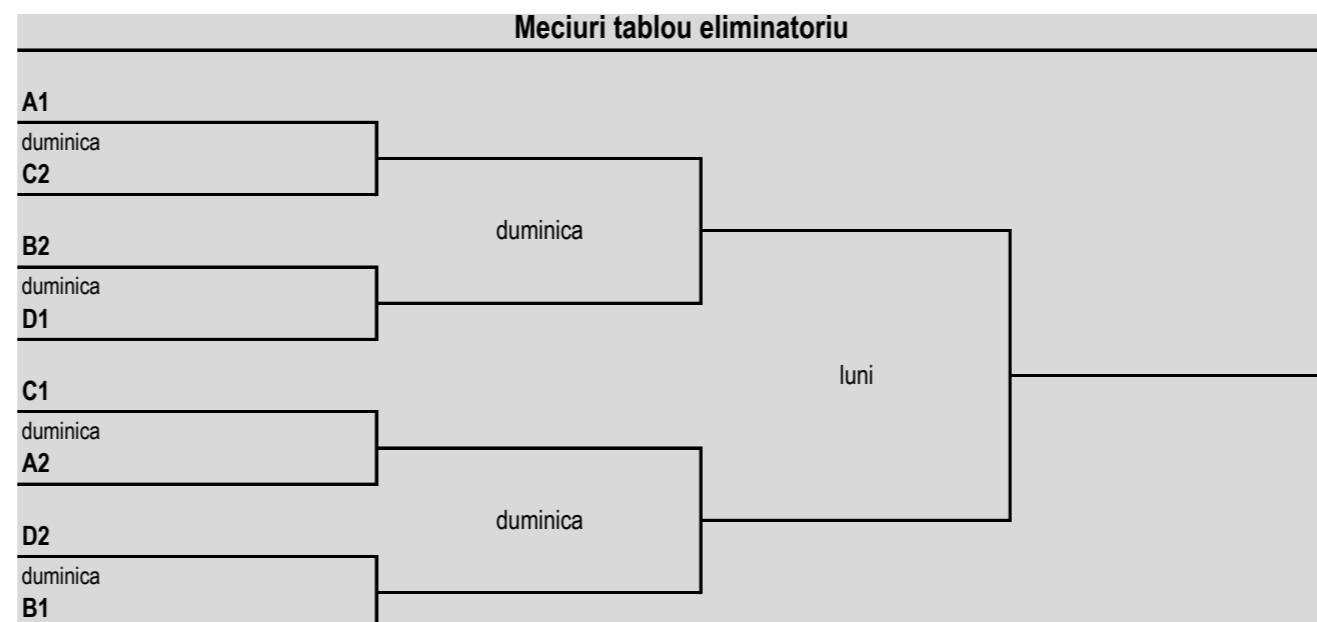 Meciuri tablou eliminatoriu
A1
duminica
C2
duminica
B2
duminica
D1
luni
C1
duminica
A2
duminica
D2
duminica
B1